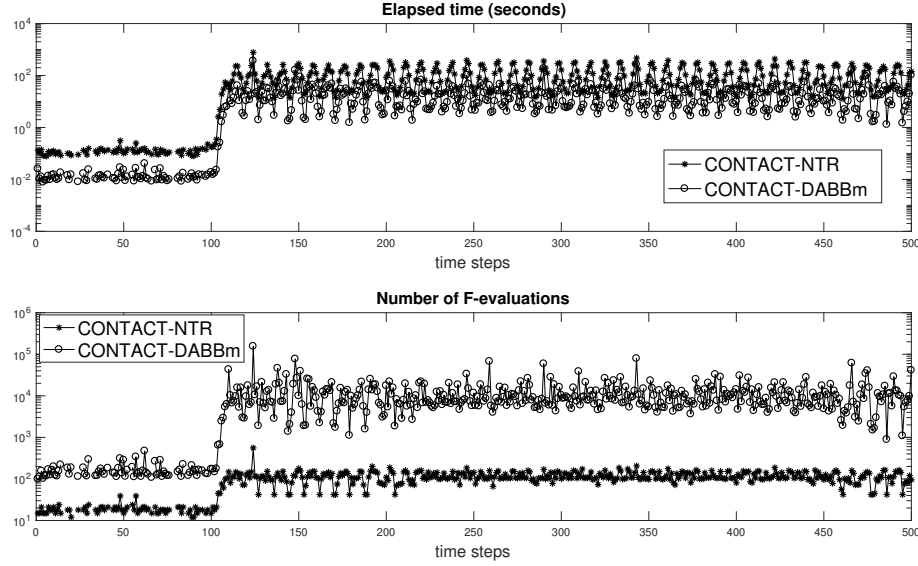 Elapsed time (seconds)
10^4
10^2
10^0
10^-2
10^-4
0 50 100 150 200 250 300 350 400 450 500
time steps
CONTACT-NTR
CONTACT-DABBm
Number of F-evaluations
10^6
10^5
10^4
10^3
10^2
10^1
0 50 100 150 200 250 300 350 400 450 500
time steps
CONTACT-NTR
CONTACT-DABBm